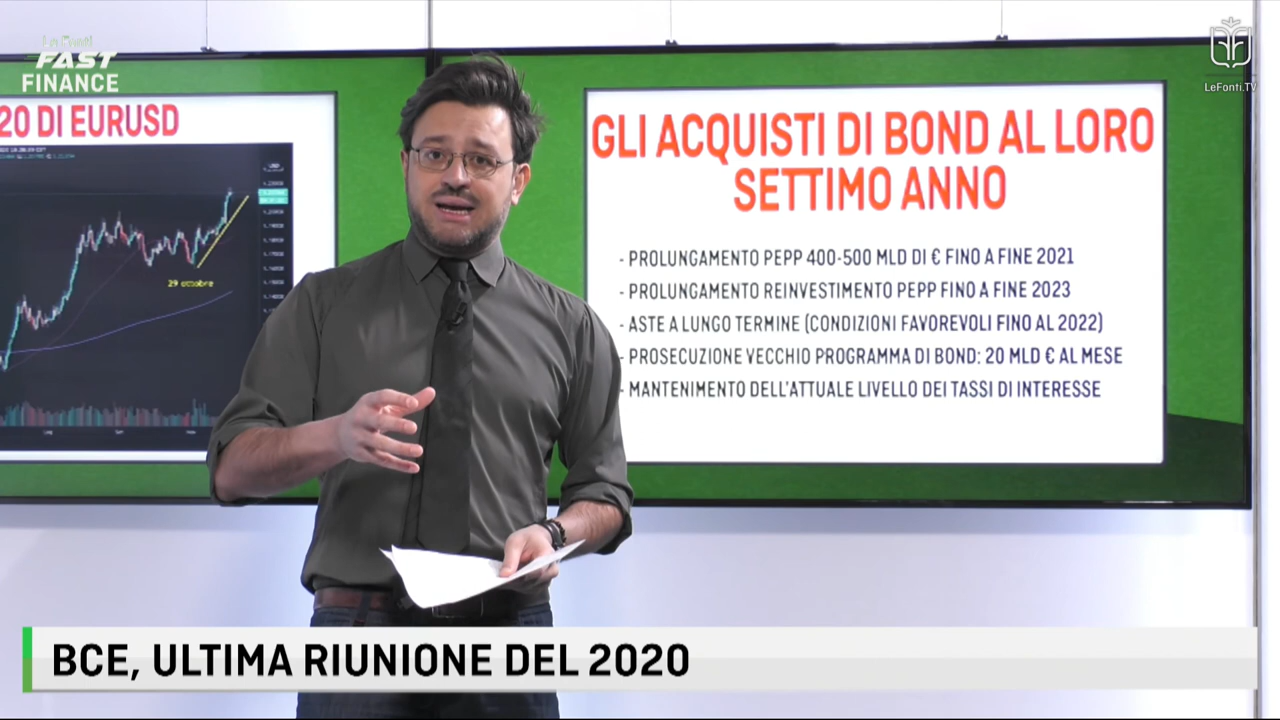 Le Fonti
FAST
FINANCE
LeFonti.TV
20 DI EURUSD
29 ottobre
GLI ACQUISTI DI BOND AL LORO
SETTIMO ANNO
- PROLUNGAMENTO PEPP 400-500 MLD DI € FINO A FINE 2021
- PROLUNGAMENTO REINVESTIMENTO PEPP FINO A FINE 2023
- ASTE A LUNGO TERMINE (CONDIZIONI FAVOREVOLI FINO AL 2022)
- PROSECUZIONE VECCHIO PROGRAMMA DI BOND: 20 MLD € AL MESE
- MANTENIMENTO DELL'ATTUALE LIVELLO DEI TASSI DI INTERESSE
BCE, ULTIMA RIUNIONE DEL 2020